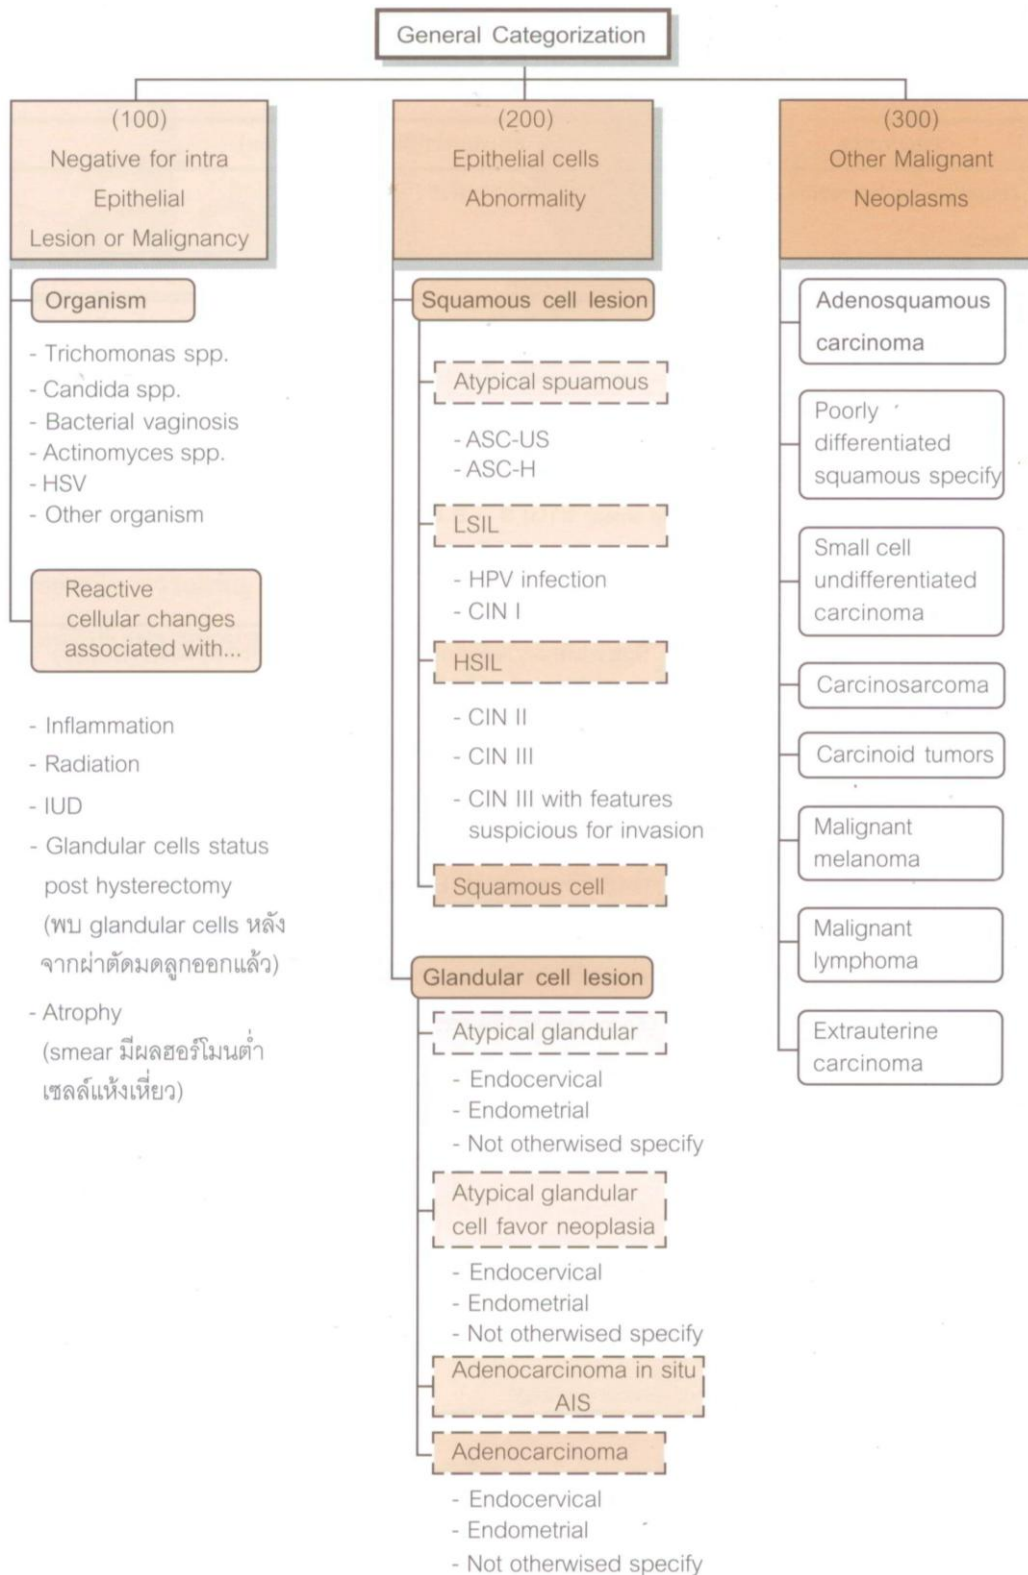 General Categorization
(100)
Negative for intra
Epithelial
Lesion or Malignancy
Organism
- Trichomonas spp.
- Candida spp.
- Bacterial vaginosis
- Actinomyces spp.
- HSV
- Other organism
Reactive
cellular changes
associated with...
- Inflammation
- Radiation
- IUD
- Glandular cells status
post hysterectomy
(พบ glandular cells หลัง
จากผ่าตัดมดลูกออกแล้ว)
- Atrophy
(smear มีผลฮอร์โมนต่ำ
เซลล์แห้งเหี่ยว)
(200)
Epithelial cells
Abnormality
Squamous cell lesion
Atypical spuamous
- ASC-US
- ASC-H
LSIL
- HPV infection
- CIN I
HSIL
- CIN II
- CIN III
- CIN III with features
suspicious for invasion
Squamous cell
Glandular cell lesion
Atypical glandular
- Endocervical
- Endometrial
- Not otherwised specify
Atypical glandular
cell favor neoplasia
- Endocervical
- Endometrial
- Not otherwised specify
Adenocarcinoma in situ
AIS
Adenocarcinoma
- Endocervical
- Endometrial
- Not otherwised specify
(300)
Other Malignant
Neoplasms
Adenosquamous
carcinoma
Poorly
differentiated
squamous specify
Small cell
undifferentiated
carcinoma
Carcinosarcoma
Carcinoid tumors
Malignant
melanoma
Malignant
lymphoma
Extrauterine
carcinoma